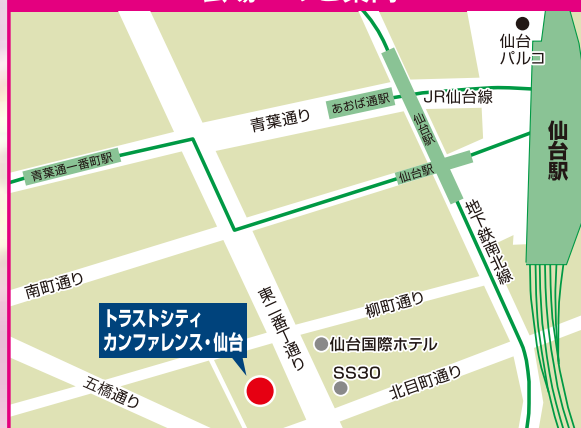 仙台
パルコ
JR仙台線
あおば通駅
青葉通り
仙台駅
仙台駅
青葉通一番町駅
仙台駅
地下鉄南北線
南町通り
東二番丁通り
柳町通り
トラストシティ
カンファレンス・仙台
仙台国際ホテル
SS30
北目町通り
五橋通り